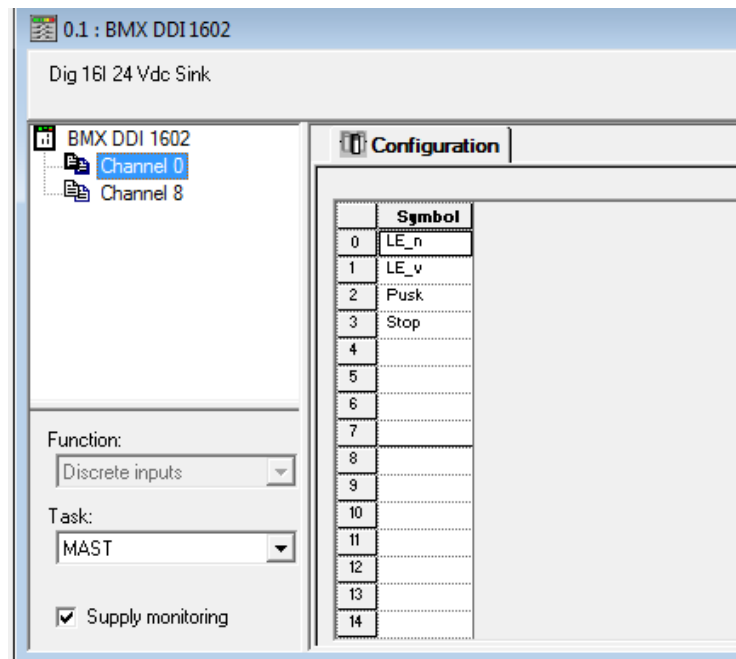 0.1 : BMX DDI 1602
Dig 16I 24 Vdc Sink
BMX DDI 1602
Channel 0
Channel 8
Function:
Discrete inputs
Task:
MAST
Supply monitoring
Configuration
Symbol
0 LE_n
1 LE_v
2 Pusk
3 Stop
4
5
6
7
8
9
10
11
12
13
14